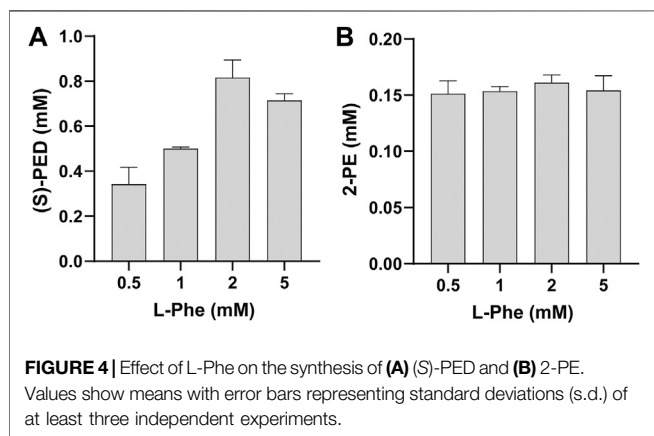 A
B
1.0
0.8
0.6
0.4
0.2
0.0
(S)-PED (mM)
0.5 1 2 5
L-Phe (mM)
0.20
0.15
0.10
0.05
0.00
2-PE (mM)
0.5 1 2 5
L-Phe (mM)
FIGURE 4 | Effect of L-Phe on the synthesis of (A) (S)-PED and (B) 2-PE.
Values show means with error bars representing standard deviations (s.d.) of
at least three independent experiments.